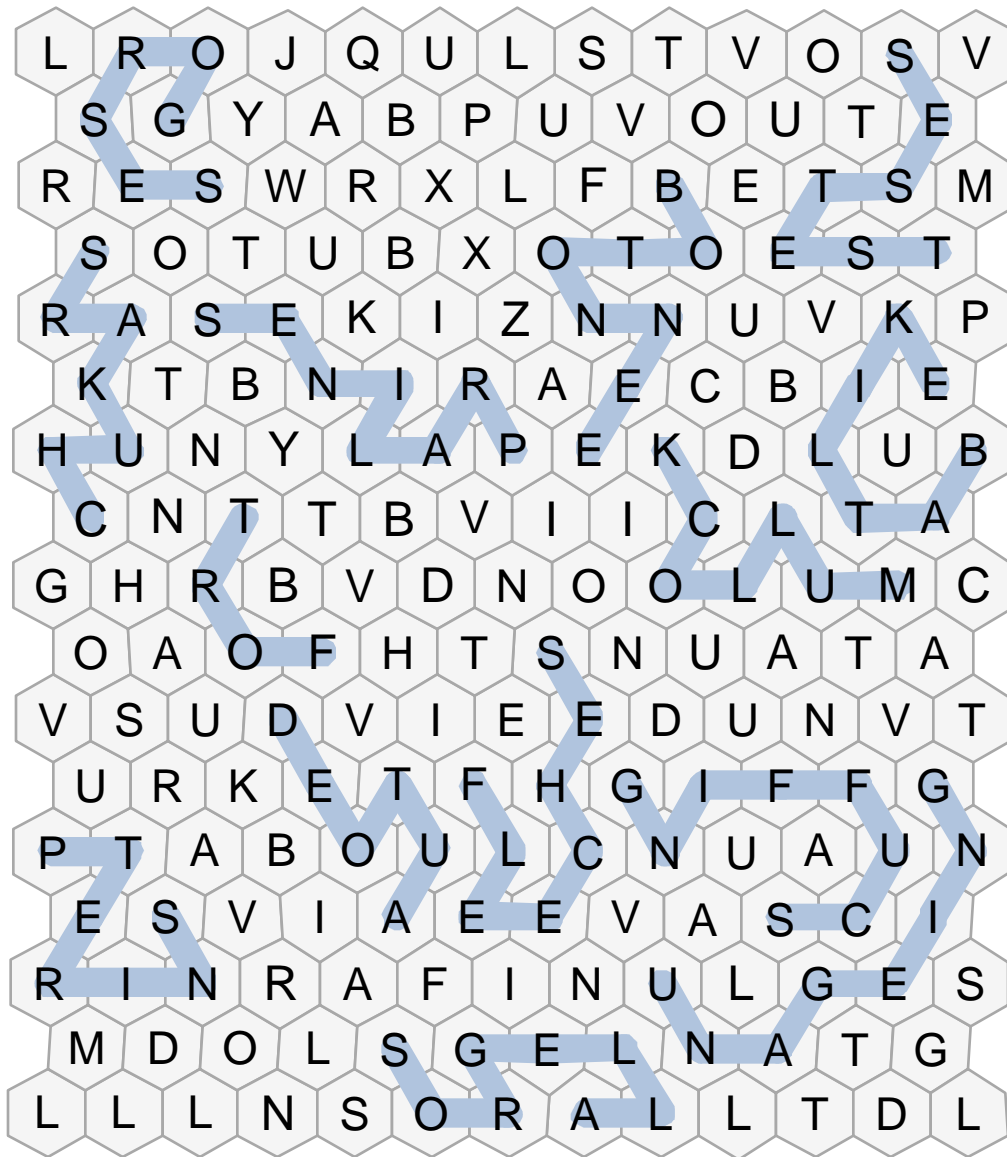 L R O J Q U L S T V O S V
S G Y A B P U V O U T E
R E S W R X L F B E T S M
S O T U B X O T O E S T
R A S E K I Z N N U V K P
K T B N I R A E C B I E
H U N Y L A P E K D L U B
C N T T B V I I C L T A
G H R B V D N O O L U M C
O A O F H T S N U A T A
V S U D V I E E D U N V T
U R K E T F H G I F F G
P T A B O U L C N U A U N
E S V I A E E V A S C I
R I N R A F I N U L G E S
M D O L S G E L N A T G
L L L N S O R A L L T D L